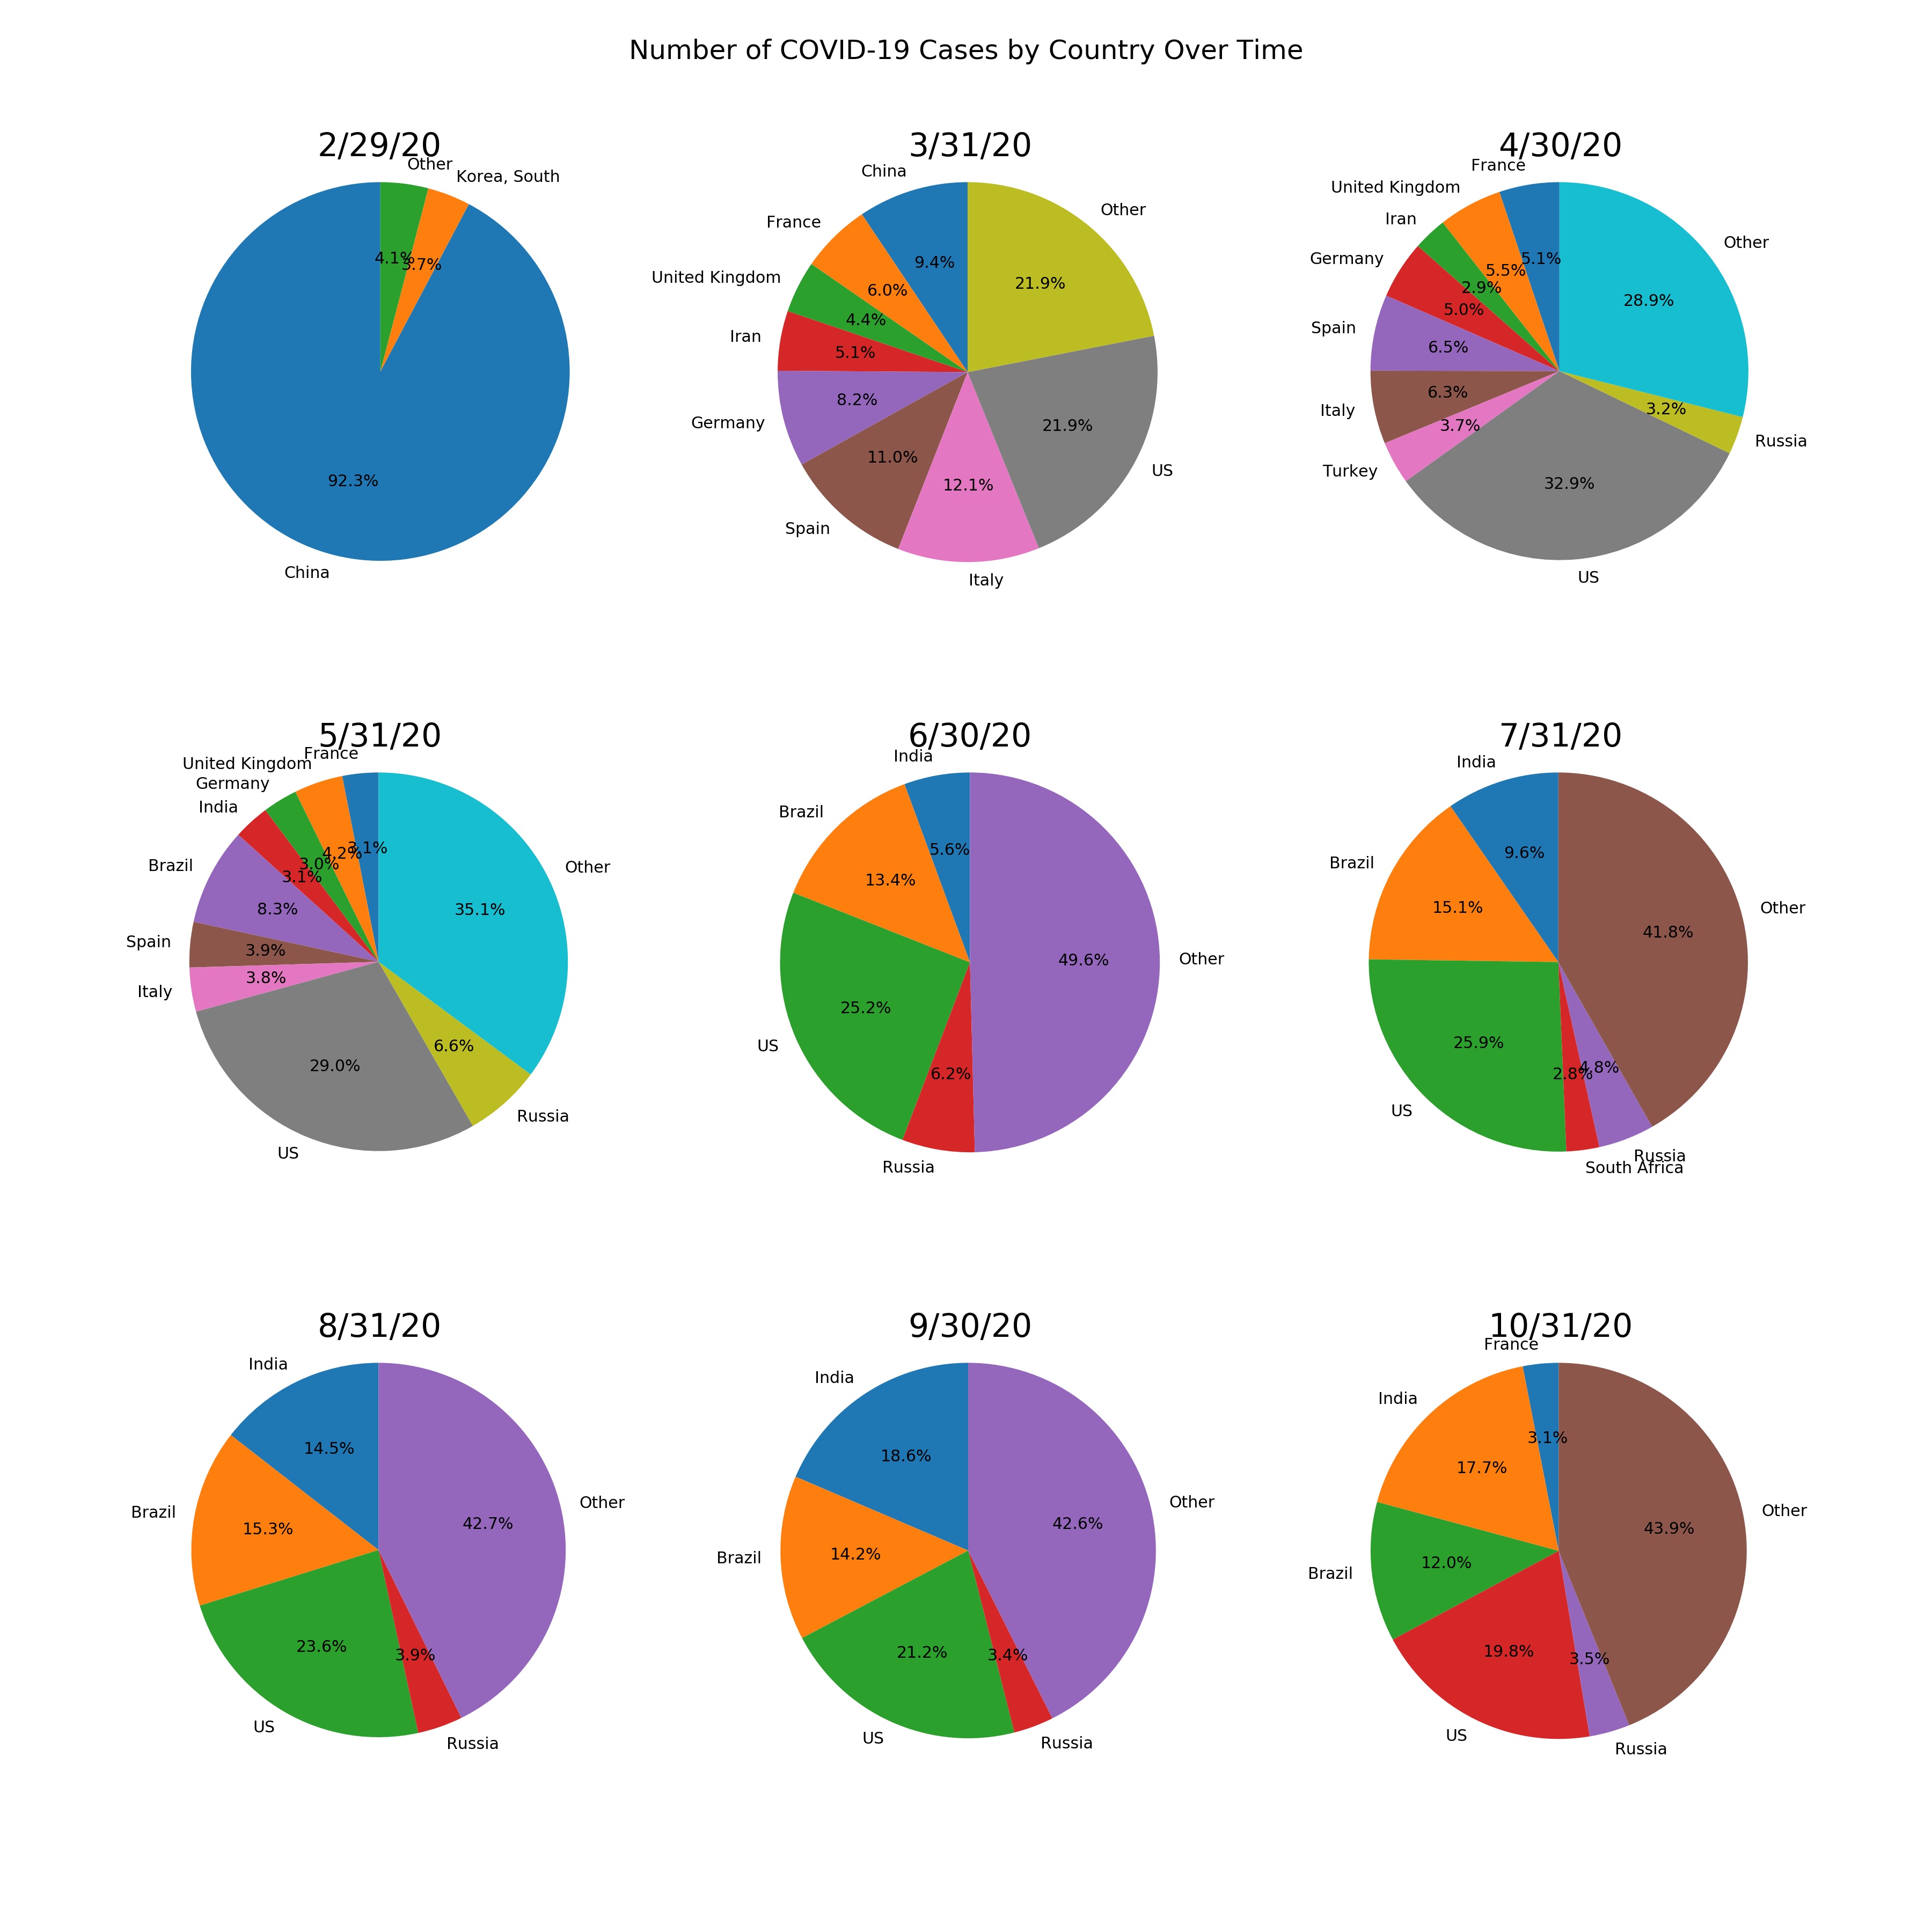 Number of COVID-19 Cases by Country Over Time
2/29/20
Other
Korea, South
4.1%
3.7%
92.3%
China
3/31/20
China
France
United Kingdom
Iran
Germany
Spain
Italy
US
Other
9.4%
6.0%
4.4%
5.1%
8.2%
11.0%
12.1%
21.9%
21.9%
4/30/20
France
United Kingdom
Iran
Germany
Spain
Italy
Turkey
US
Russia
Other
5.1%
5.5%
2.9%
5.0%
6.5%
6.3%
3.7%
32.9%
3.2%
28.9%
5/31/20
France
United Kingdom
Germany
India
Brazil
Spain
Italy
US
Russia
Other
3.1%
4.2%
3.0%
3.1%
8.3%
3.9%
3.8%
29.0%
6.6%
35.1%
6/30/20
India
Brazil
US
Russia
Other
5.6%
13.4%
25.2%
6.2%
49.6%
7/31/20
India
Brazil
US
South Africa
Russia
Other
9.6%
15.1%
25.9%
2.8%
4.8%
41.8%
8/31/20
India
Brazil
US
Russia
Other
14.5%
15.3%
23.6%
3.9%
42.7%
9/30/20
India
Brazil
US
Russia
Other
18.6%
14.2%
21.2%
3.4%
42.6%
10/31/20
France
India
Brazil
US
Russia
Other
3.1%
17.7%
12.0%
19.8%
3.5%
43.9%